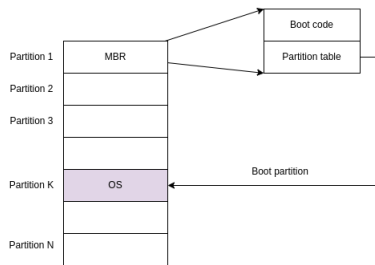 Boot code
Partition 1
MBR
Partition table
Partition 2
Partition 3
Boot partition
Partition K
OS
Partition N